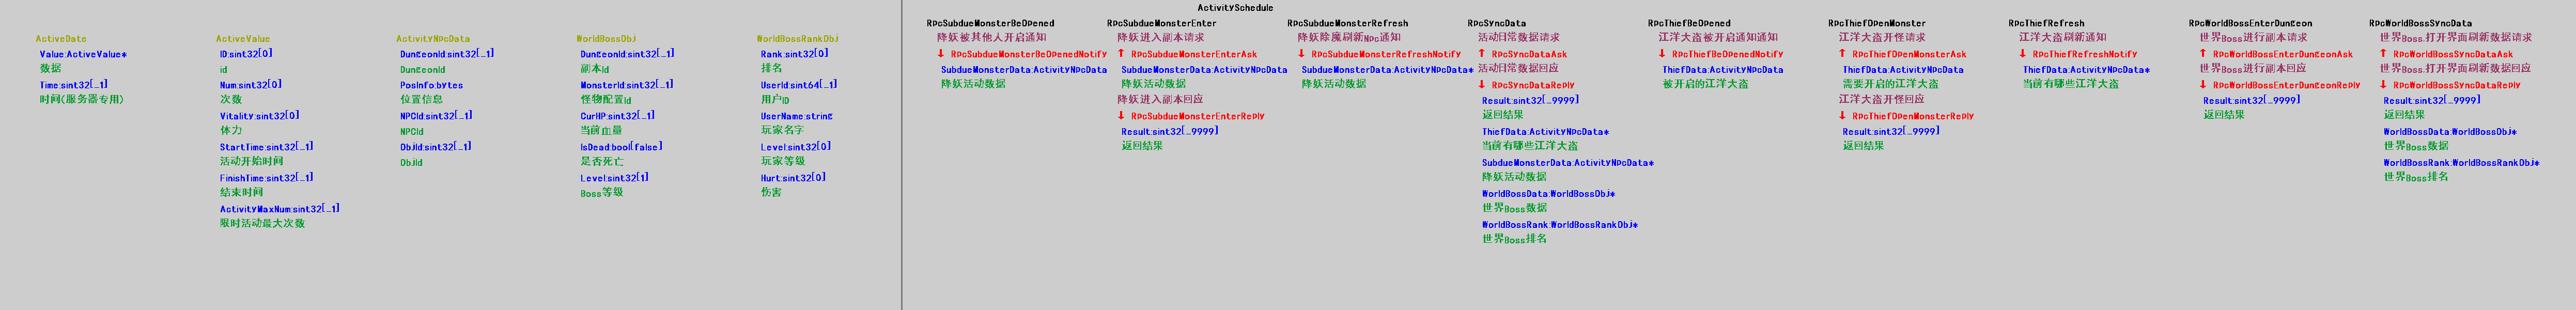 ActiveDate
Value:ActiveValue*
数据
Time:sint32[_1]
时间(服务器专用)
ActiveValue
ID:sint32[0]
id
Num:sint32[0]
次数
Vitality:sint32[0]
体力
StartTime:sint32[_1]
活动开始时间
FinishTime:sint32[_1]
结束时间
ActivityMaxNum:sint32[_1]
限时活动最大次数
ActivityNpcData
DungeonId:sint32[_1]
DungeonId
PosInfo:bytes
位置信息
NPCId:sint32[_1]
NPCId
ObjId:sint32[_1]
ObjId
WorldBossObj
DungeonId:sint32[_1]
副本Id
MonsterId:sint32[_1]
怪物配置Id
CurHP:sint32[_1]
当前血量
IsDead:bool[false]
是否死亡
Level:sint32[1]
Boss等级
WorldBossRankObj
Rank:sint32[0]
排名
UserId:sint64[_1]
用户ID
UserName:string
玩家名字
Level:sint32[0]
玩家等级
Hurt:sint32[0]
伤害
ActivitySchedule
RpcSubdueMonsterBeOpened
降妖被其他人开启通知
↓ RpcSubdueMonsterBeOpenedNotify
SubdueMonsterData:ActivityNpcData
降妖活动数据
RpcSubdueMonsterEnter
降妖进入副本请求
↑ RpcSubdueMonsterEnterAsk
SubdueMonsterData:ActivityNpcData
降妖活动数据
降妖进入副本回应
↓ RpcSubdueMonsterEnterReply
Result:sint32[_9999]
返回结果
RpcSubdueMonsterRefresh
降妖除魔刷新Npc通知
↓ RpcSubdueMonsterRefreshNotify
SubdueMonsterData:ActivityNpcData*
降妖活动数据
RpcSyncData
活动日常数据请求
↑ RpcSyncDataAsk
活动日常数据回应
↓ RpcSyncDataReply
Result:sint32[_9999]
返回结果
ThiefData:ActivityNpcData*
当前有哪些江洋大盗
SubdueMonsterData:ActivityNpcData*
降妖活动数据
WorldBossData:WorldBossObj*
世界Boss数据
WorldBossRank:WorldBossRankObj*
世界Boss排名
RpcThiefBeOpened
江洋大盗被开启通知通知
↓ RpcThiefBeOpenedNotify
ThiefData:ActivityNpcData
被开启的江洋大盗
RpcThiefOpenMonster
江洋大盗开怪请求
↑ RpcThiefOpenMonsterAsk
ThiefData:ActivityNpcData
需要开启的江洋大盗
江洋大盗开怪回应
↓ RpcThiefOpenMonsterReply
Result:sint32[_9999]
返回结果
RpcThiefRefresh
江洋大盗刷新通知
↓ RpcThiefRefreshNotify
ThiefData:ActivityNpcData*
当前有哪些江洋大盗
RpcWorldBossEnterDungeon
世界Boss进行副本请求
↑ RpcWorldBossEnterDungeonAsk
世界Boss进行副本回应
↓ RpcWorldBossEnterDungeonReply
Result:sint32[_9999]
返回结果
RpcWorldBossSyncData
世界Boss.打开界面刷新数据请求
↑ RpcWorldBossSyncDataAsk
世界Boss.打开界面刷新数据回应
↓ RpcWorldBossSyncDataReply
Result:sint32[_9999]
返回结果
WorldBossData:WorldBossObj*
世界Boss数据
WorldBossRank:WorldBossRankObj*
世界Boss排名